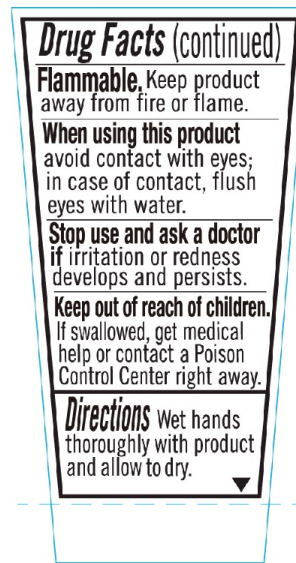 Drug Facts (continued)
Flammable. Keep product
away from fire or flame.
When using this product
avoid contact with eyes;
in case of contact, flush
eyes with water.
Stop use and ask a doctor
if irritation or redness
develops and persists.
Keep out of reach of children.
If swallowed, get medical
help or contact a Poison
Control Center right away.
Directions Wet hands
thoroughly with product
and allow to dry.